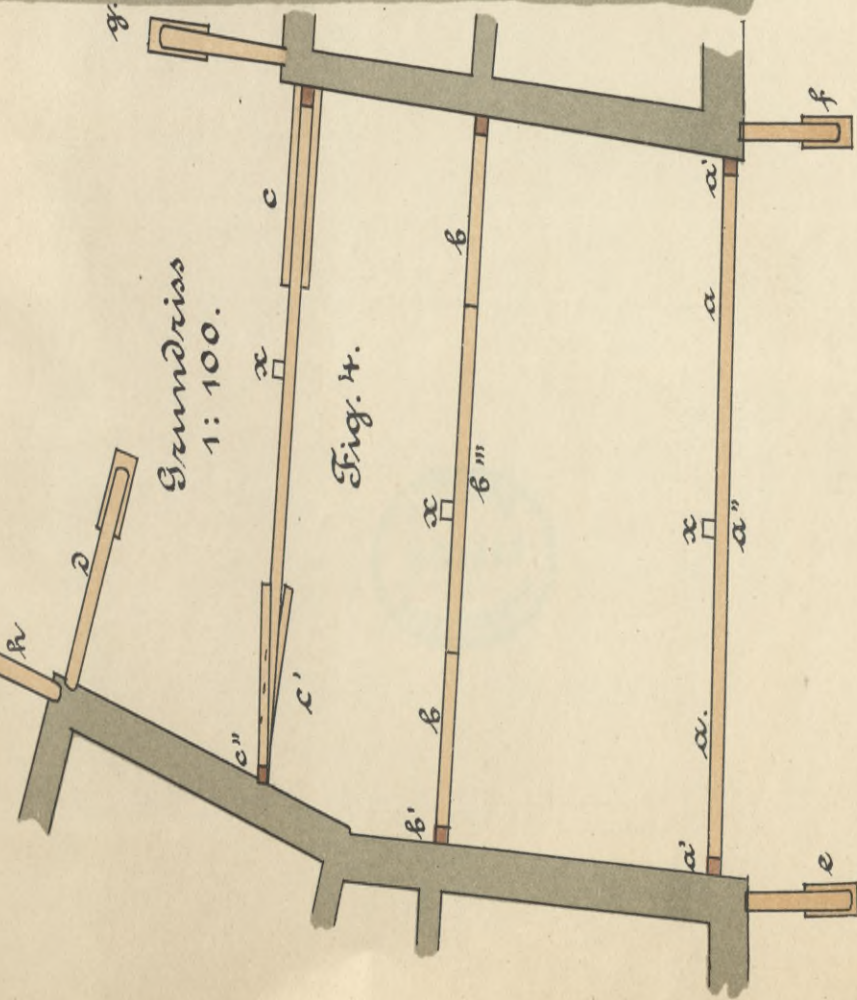 Grundriss
1:100.
Fig. 4.
g.
h
d
c
x
c'
c"
b
x
b'''
b
b'
a'
a
x
a"
a.
a'
f
e